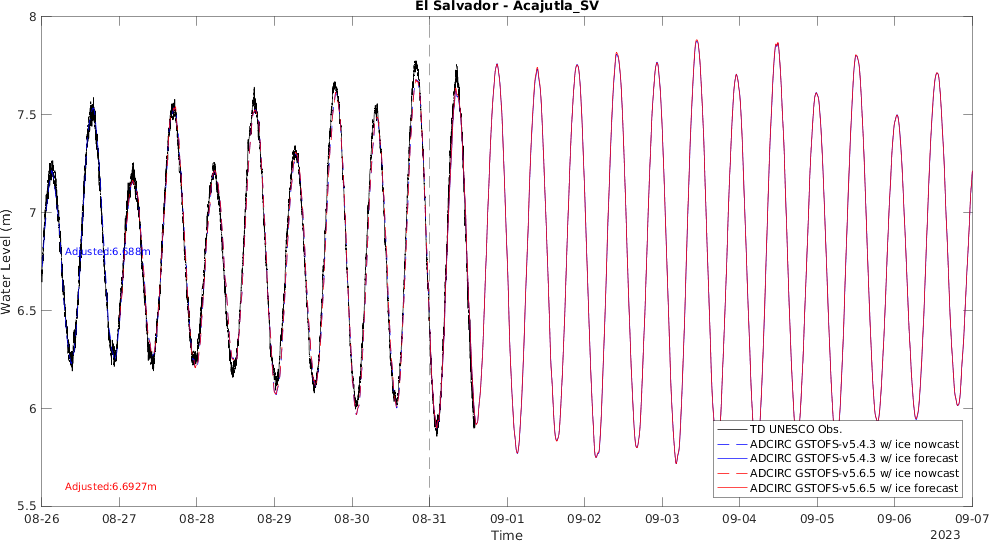 El Salvador - Acajutla_SV
8
7.5
7
6.5
6
5.5
Water Level (m)
Adjusted:6.688m
Adjusted:6.6927m
TD UNESCO Obs.
ADCIRC GSTOFS-v5.4.3 w/ ice nowcast
ADCIRC GSTOFS-v5.4.3 w/ ice forecast
ADCIRC GSTOFS-v5.6.5 w/ ice nowcast
ADCIRC GSTOFS-v5.6.5 w/ ice forecast
08-26 08-27 08-28 08-29 08-30 08-31 09-01 09-02 09-03 09-04 09-05 09-06 09-07
Time
2023